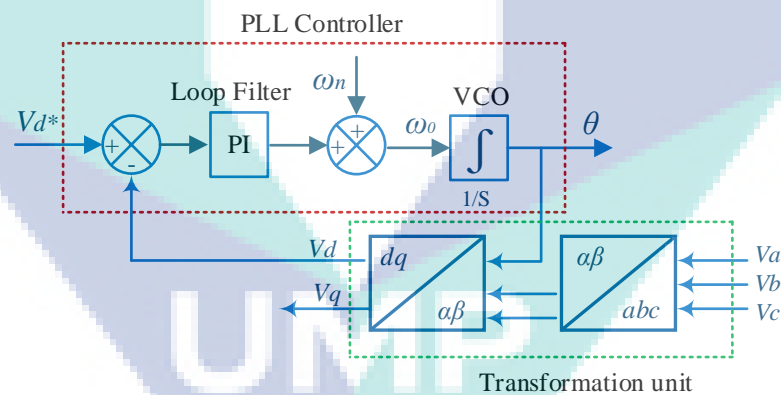 PLL Controller
Loop Filter
ωn
VCO
Vd*
+
-
PI
+
+
ω0
∫
1/S
θ
Vd
Vq
dq
αβ
αβ
abc
Va
Vb
Vc
UMP
Transformation unit